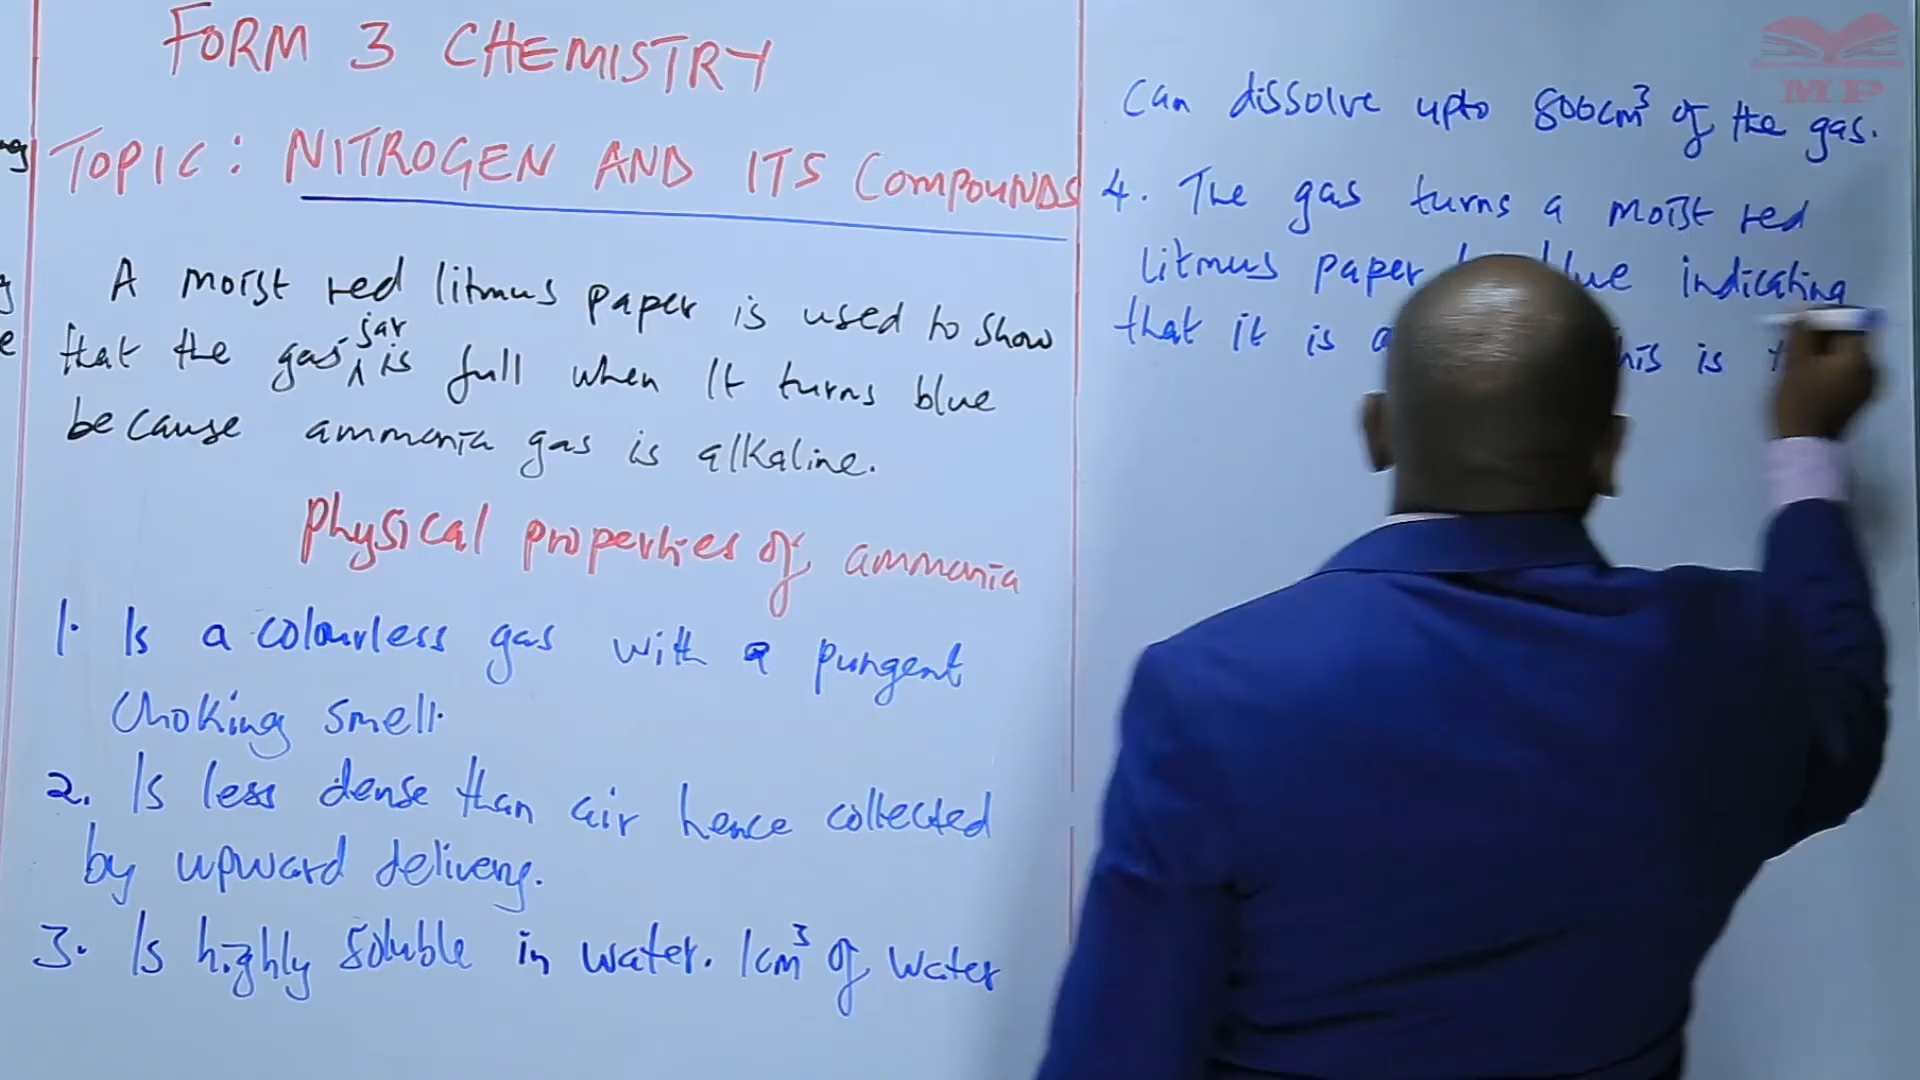 FORM 3 CHEMISTRY
TOPIC: NITROGEN AND ITS COMPOUNDS
A moist red litmus paper is used to show
that the gas jar is full when it turns blue
because ammonia gas is alkaline.
physical properties of ammonia
1. Is a colourless gas with a pungent
choking smell.
2. Is less dense than air hence collected
by upward delivery.
3. Is highly soluble in water. 1cm³ of water
can dissolve upto 800cm³ of the gas.
4. The gas turns a moist red
litmus paper blue indicating
that it is is
MP